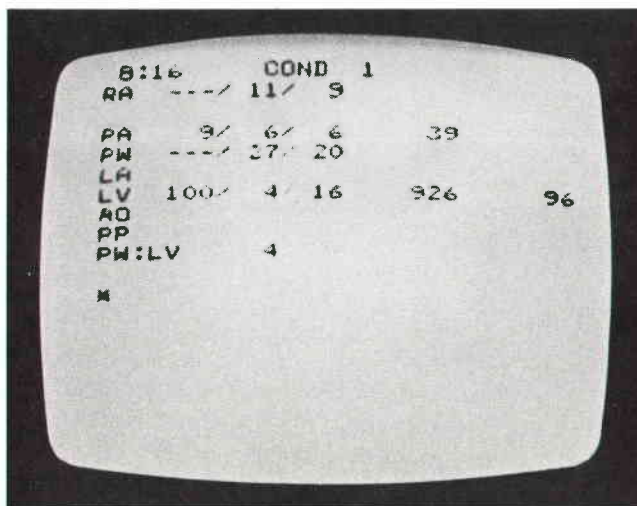 8:16 COND 1
RA ---/ 11/ 9
PA 9/ 6/ 6 39
PW ---/ 17/ 20
LA
LV 100/ 4/ 16 926 96
AO
PP
PW:LV 4
*